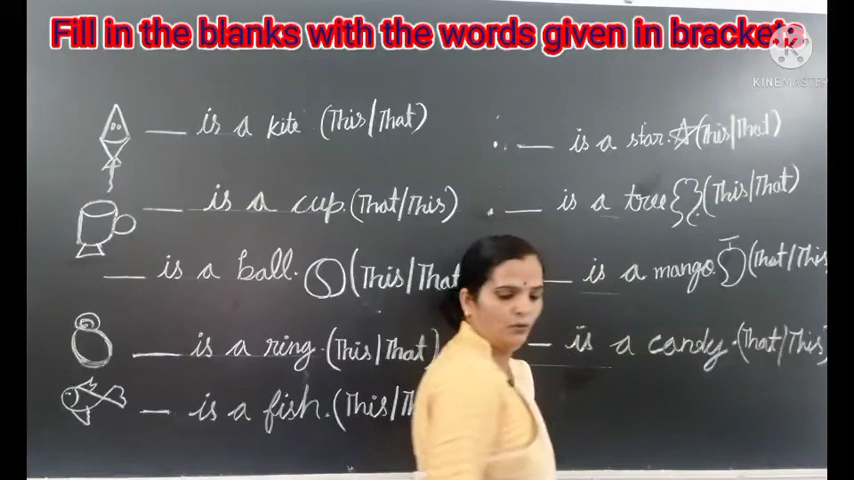 Fill in the blanks with the words given in brackets
KINEMASTER
__ is a kite (This/That)
__ is a cup. (That/This)
__ is a ball. (This/That
__ is a ring. (This/That)
__ is a fish. (This/
__ is a star. (This/That)
__ is a tree (This/That)
__ is a mango. (That/This
__ is a candy. (That/This)